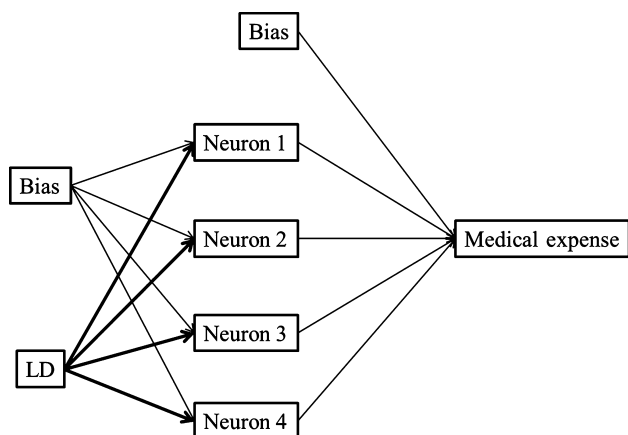 Bias
Neuron 1
Bias
Neuron 2
Medical expense
Neuron 3
LD
Neuron 4